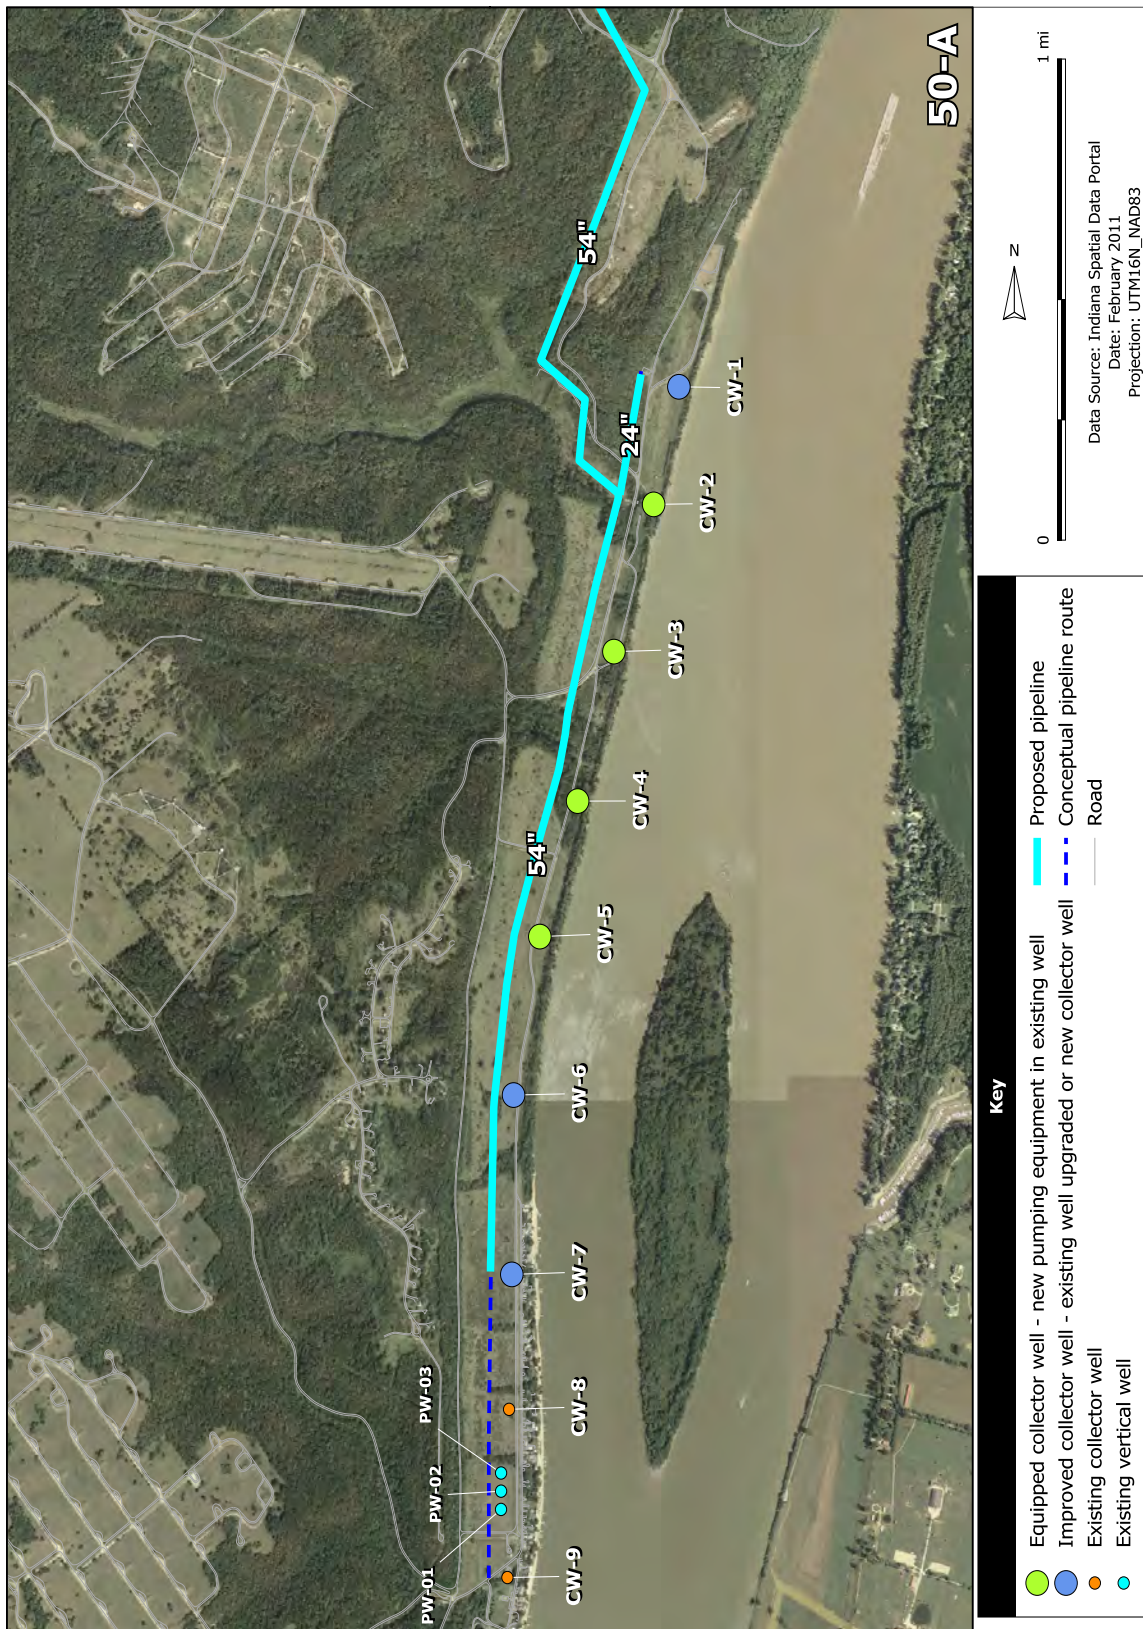 50-A
54"
24"
54"
CW-1
CW-2
CW-3
CW-4
CW-5
CW-6
CW-7
CW-8
CW-9
PW-03
PW-02
PW-01
Key
Equipped collector well - new pumping equipment in existing well
Improved collector well - existing well upgraded or new collector well
Existing collector well
Existing vertical well
Proposed pipeline
Conceptual pipeline route
Road
N
0 1 mi
Data Source: Indiana Spatial Data Portal
Date: February 2011
Projection: UTM16N_NAD83